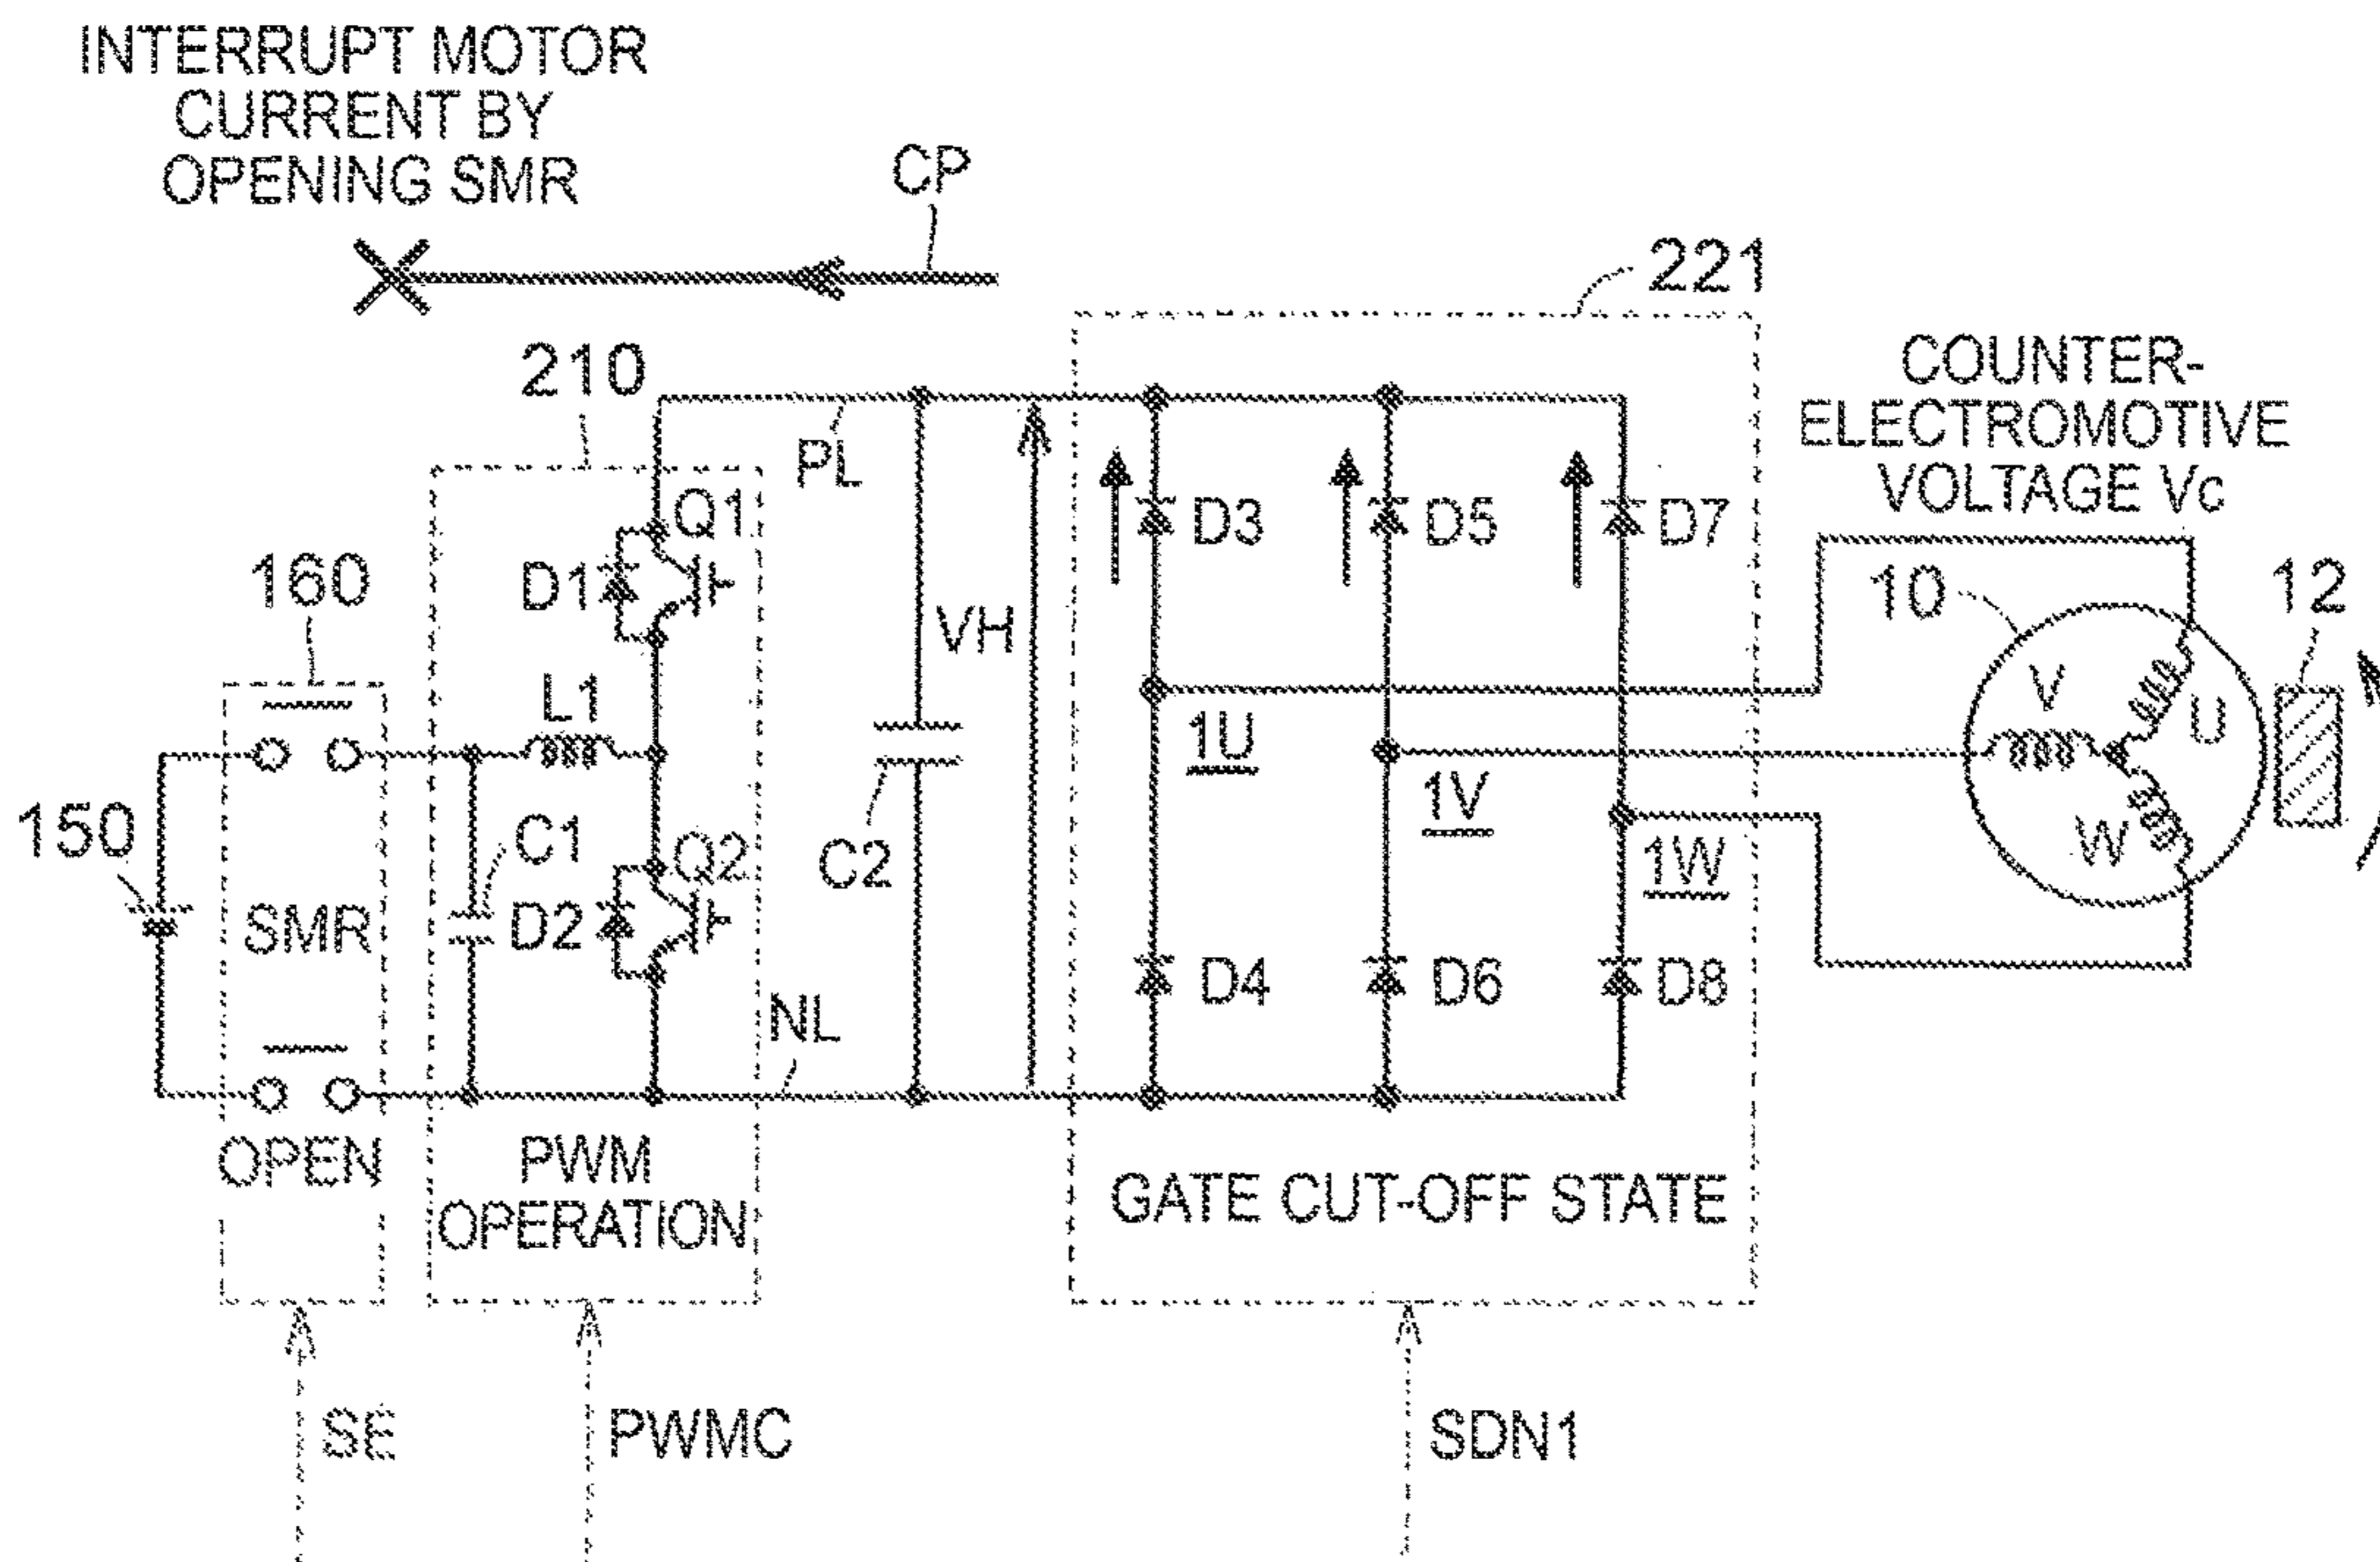 INTERRUPT MOTOR
CURRENT BY
OPENING SMR
CP
221
210
COUNTER-
ELECTROMOTIVE
VOLTAGE Vc
PL
Q1
D3
D5
D7
D1
160
10
12
VH
L1
V
U
1U
150
1V
C1
Q2
C2
1W
W
SMR
D2
D4
D6
D8
NL
OPEN
PWM
OPERATION
GATE CUT-OFF STATE
SE
PWMC
SDN1